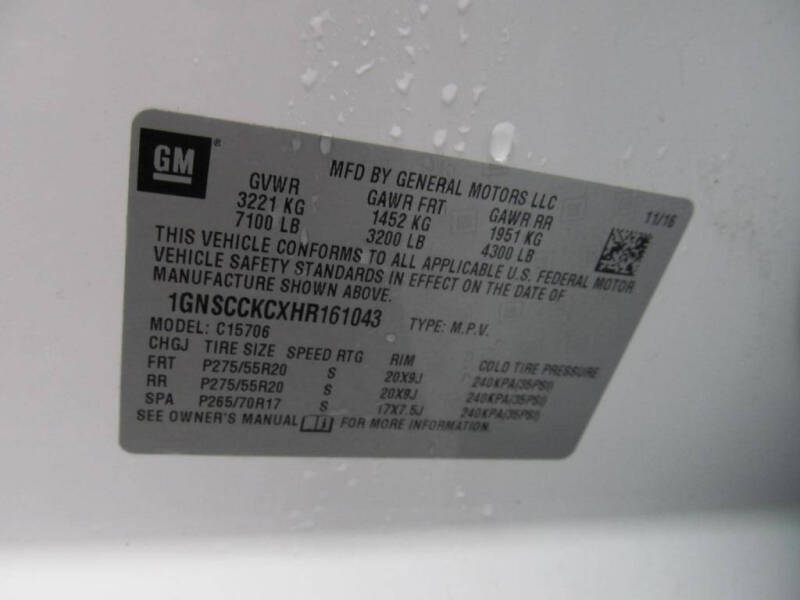 GM®
MFD BY GENERAL MOTORS LLC
11/16
GVWR GAWR FRT GAWR RR
3221 KG 1452 KG 1951 KG
7100 LB 3200 LB 4300 LB
THIS VEHICLE CONFORMS TO ALL APPLICABLE U.S. FEDERAL MOTOR
VEHICLE SAFETY STANDARDS IN EFFECT ON THE DATE OF
MANUFACTURE SHOWN ABOVE.
1GNSCCKCXHR161043 TYPE: M.P.V.
MODEL: C15706
CHGJ TIRE SIZE SPEED RTG RIM COLD TIRE PRESSURE
FRT P275/55R20 S 20X9J 240KPA/35PSI)
RR P275/55R20 S 20X9J 240KPA(35PSI)
SPA P265/70R17 S 17X7.5J 240KPA(35PSI)
SEE OWNER'S MANUAL FOR MORE INFORMATION.